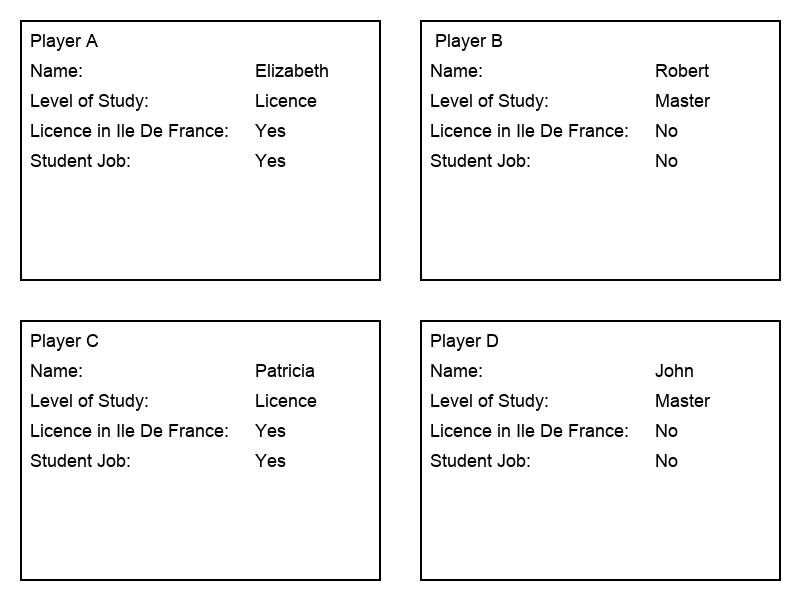 Player A
Name: Elizabeth
Level of Study: Licence
Licence in Ile De France: Yes
Student Job: Yes
Player B
Name: Robert
Level of Study: Master
Licence in Ile De France: No
Student Job: No
Player C
Name: Patricia
Level of Study: Licence
Licence in Ile De France: Yes
Student Job: Yes
Player D
Name: John
Level of Study: Master
Licence in Ile De France: No
Student Job: No